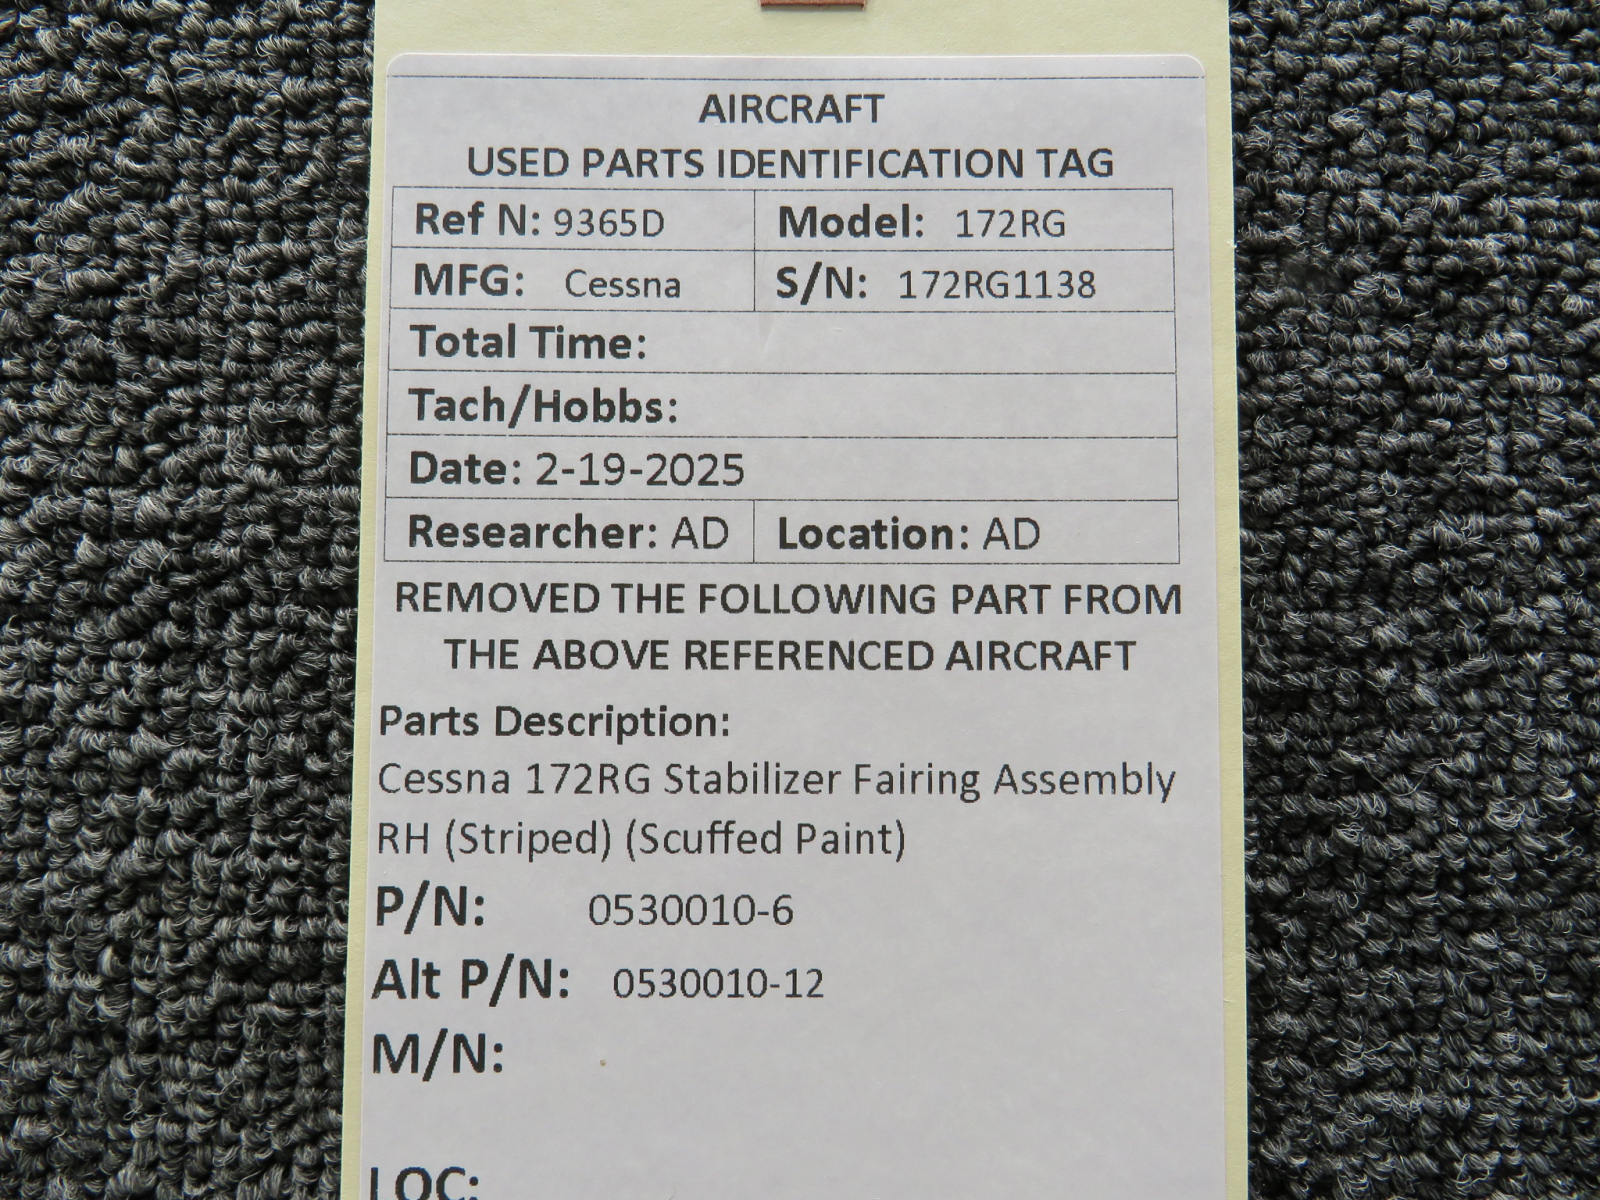 AIRCRAFT
USED PARTS IDENTIFICATION TAG
Ref N: 9365D Model: 172RG
MFG: Cessna S/N: 172RG1138
Total Time:
Tach/Hobbs:
Date: 2-19-2025
Researcher: AD Location: AD
REMOVED THE FOLLOWING PART FROM
THE ABOVE REFERENCED AIRCRAFT
Parts Description:
Cessna 172RG Stabilizer Fairing Assembly
RH (Striped) (Scuffed Paint)
P/N: 0530010-6
Alt P/N: 0530010-12
M/N:
LOC: